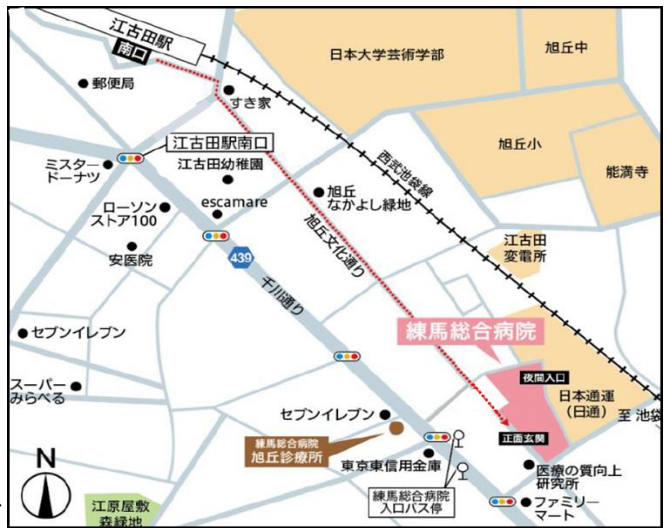 江古田駅
南口
郵便局
すき家
日本大学芸術学部
旭丘中
旭丘小
能満寺
江古田駅南口
ミスター
ドーナツ
江古田幼稚園
西武池袋線
ローソン
ストア100
escamare
旭丘
なかよし緑地
安医院
439
千川通り
旭丘文化通り
江古田
変電所
セブンイレブン
練馬総合病院
夜間入口
スーパー
みらべる
日本通運
(日通)
至 池袋
セブンイレブン
正面玄関
練馬総合病院
旭丘診療所
東京東信用金庫
医療の質向上
研究所
N
練馬総合病院
入口バス停
ファミリー
マート
江原屋敷
森緑地